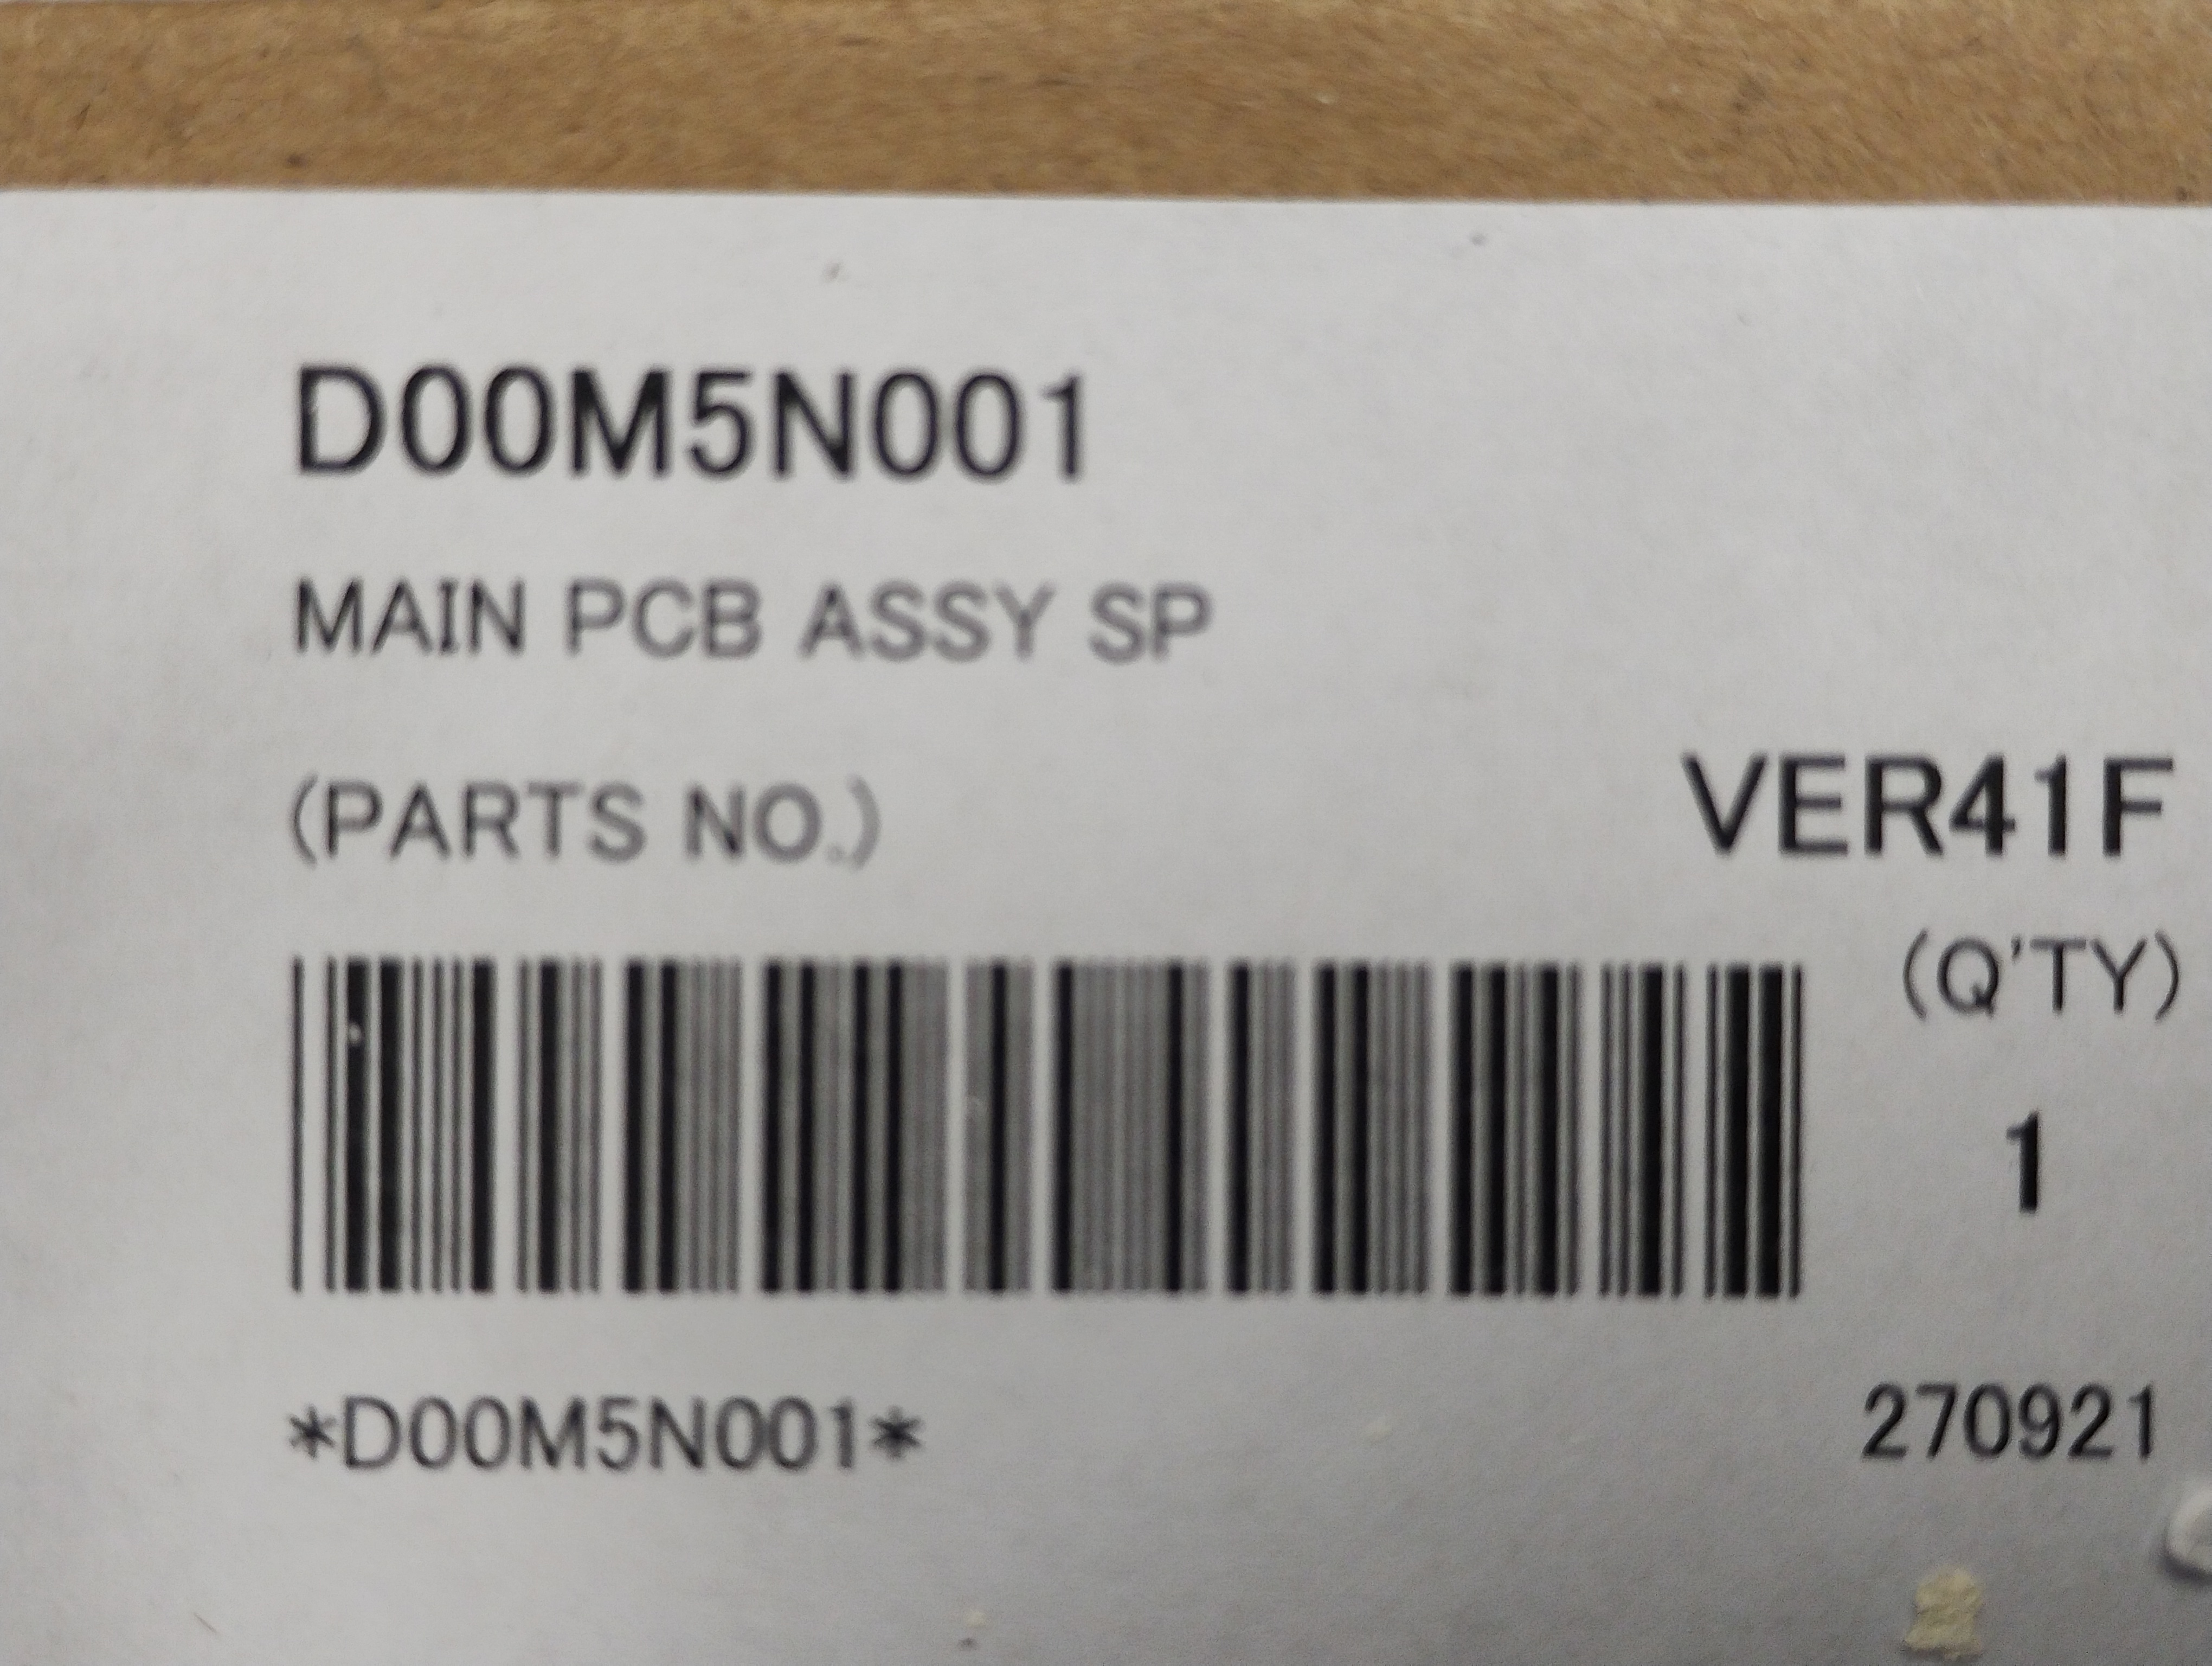 D00M5N001
MAIN PCB ASSY SP
(PARTS NO.)
VER41F
(Q'TY)
1
*D00M5N001*
270921